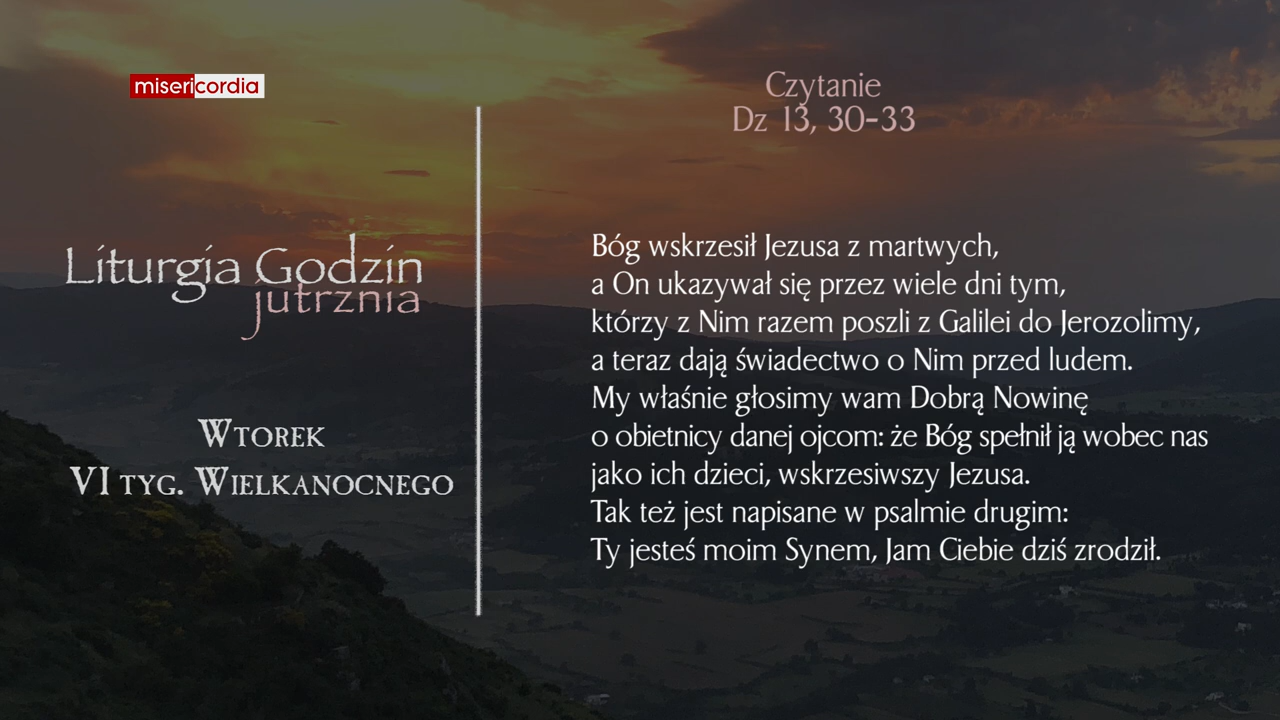 misericordia
Liturgia Godzin
jutrznia
Wtorek
VI tyg. Wielkanocnego
Czytanie
Dz 13, 30-33
Bóg wskrzesił Jezusa z martwych,
a On ukazywał się przez wiele dni tym,
którzy z Nim razem poszli z Galilei do Jerozolimy,
a teraz dają świadectwo o Nim przed ludem.
My właśnie głosimy wam Dobrą Nowinę
o obietnicy danej ojcom: że Bóg spełnił ją wobec nas
jako ich dzieci, wskrzesiwszy Jezusa.
Tak też jest napisane w psalmie drugim:
Ty jesteś moim Synem, Jam Ciebie dziś zrodził.